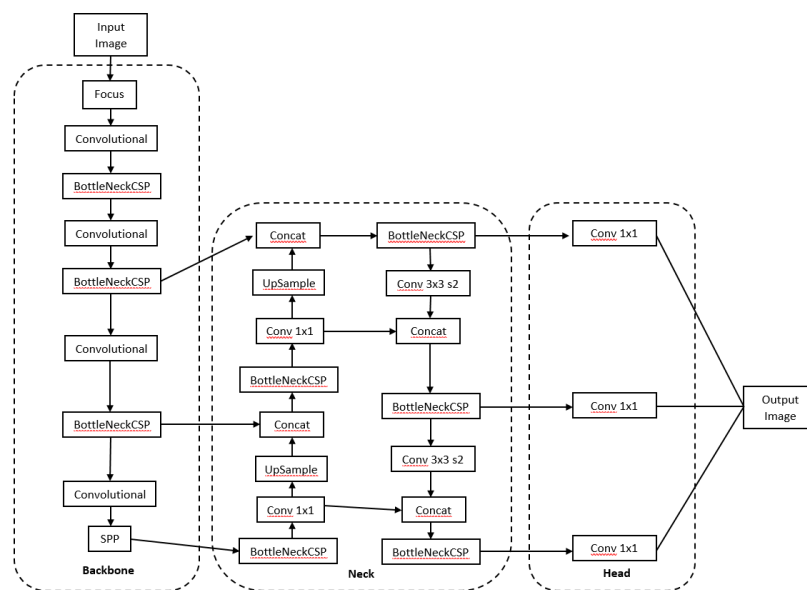 Input
Image
Focus
Convolutional
BottleNeckCSP
Convolutional
BottleNeckCSP
Convolutional
BottleNeckCSP
Convolutional
SPP
Backbone
Concat
UpSample
Conv 1x1
BottleNeckCSP
Concat
UpSample
Conv 1x1
BottleNeckCSP
BottleNeckCSP
Conv 3x3 s2
Concat
BottleNeckCSP
Conv 3x3 s2
Concat
BottleNeckCSP
Neck
Conv 1x1
Conv 1x1
Conv 1x1
Head
Output
Image